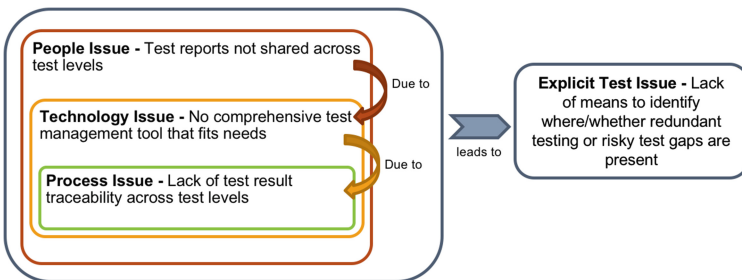 People Issue - Test reports not shared across
test levels
Due to
Technology Issue - No comprehensive test
management tool that fits needs
Due to
Process Issue - Lack of test result
traceability across test levels
leads to
Explicit Test Issue - Lack
of means to identify
where/whether redundant
testing or risky test gaps are
present